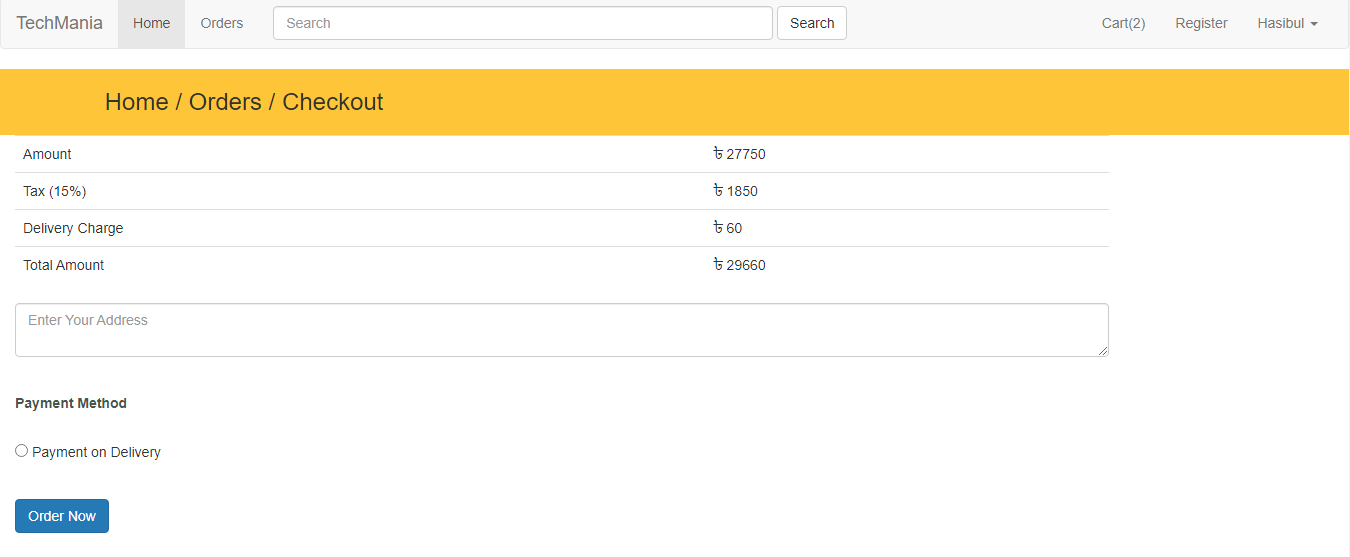 TechMania Home Orders Search Search Cart(2) Register Hasibul
Home / Orders / Checkout
Amount ৳ 27750
Tax (15%) ৳ 1850
Delivery Charge ৳ 60
Total Amount ৳ 29660
Enter Your Address
Payment Method
Payment on Delivery
Order Now